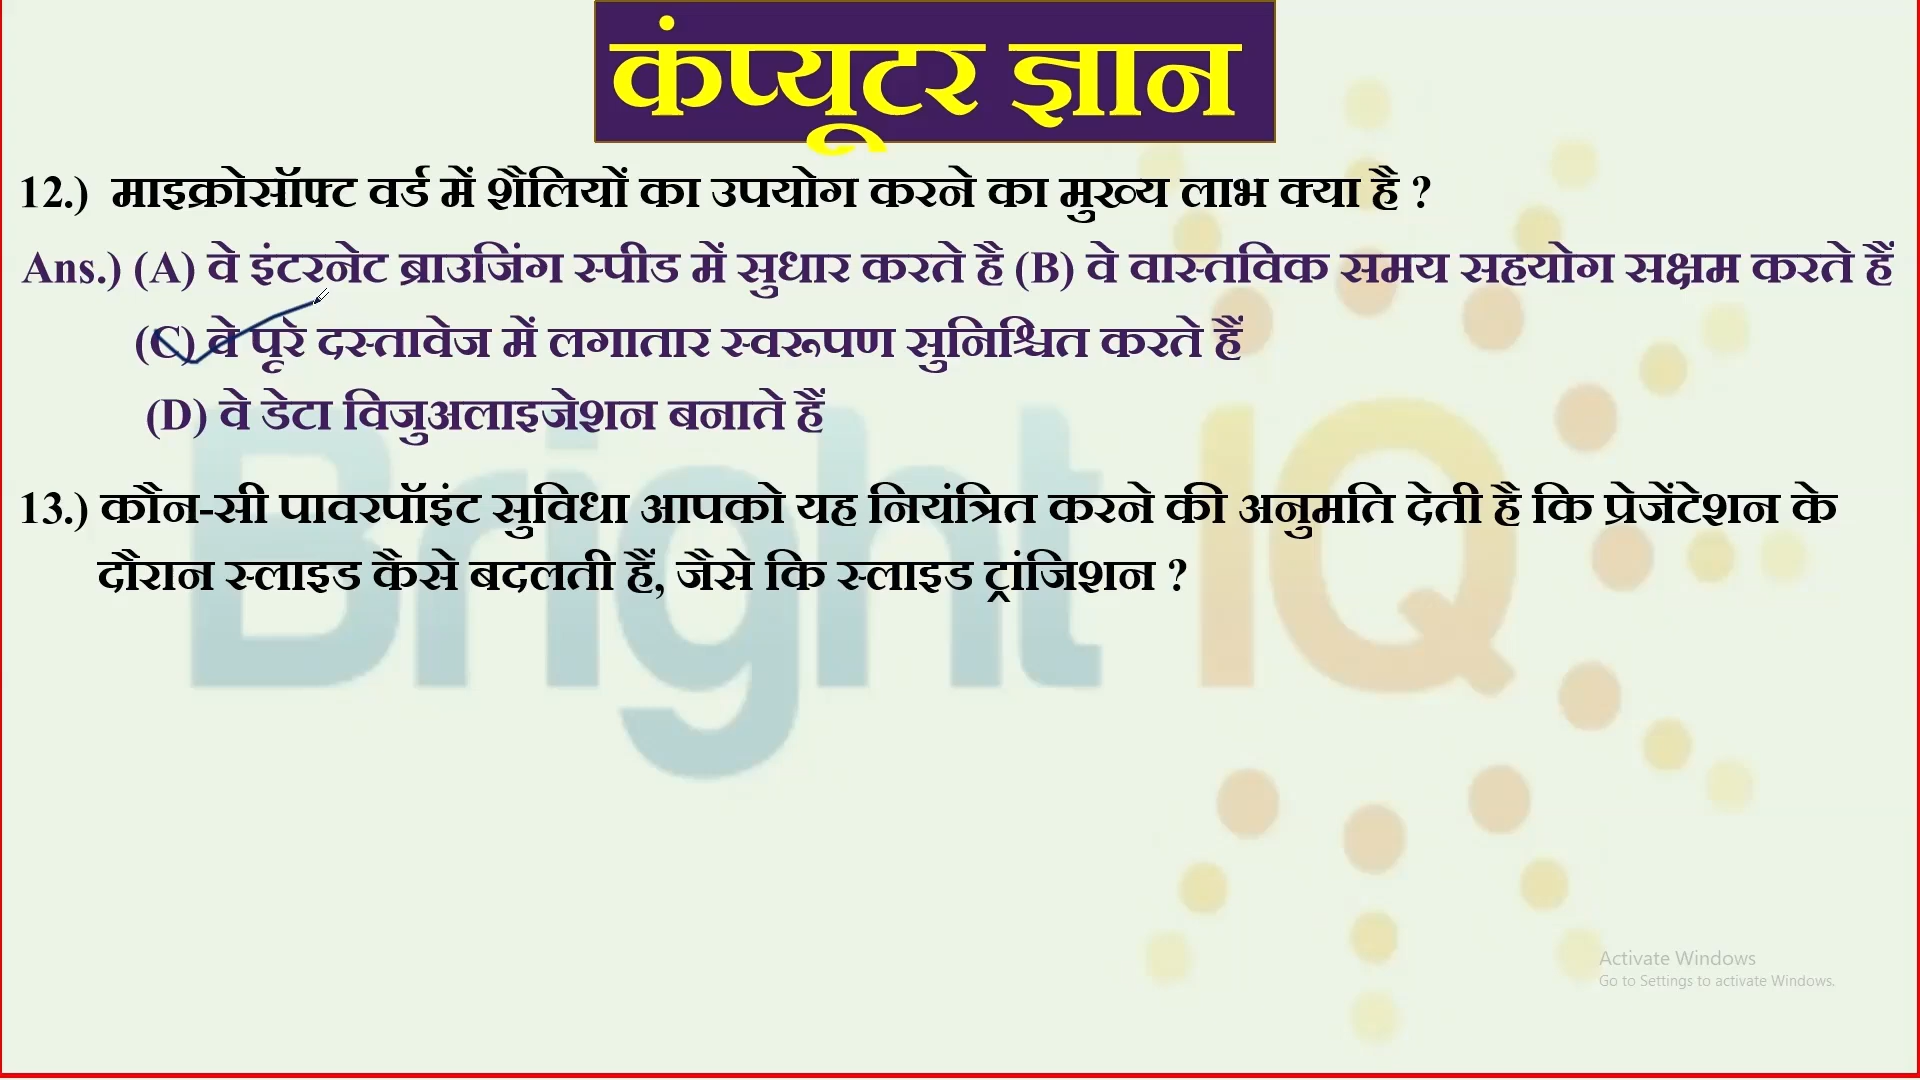 कंप्यूटर ज्ञान
12.) माइक्रोसॉफ्ट वर्ड में शैलियों का उपयोग करने का मुख्य लाभ क्या है ?
Ans.) (A) वे इंटरनेट ब्राउजिंग स्पीड में सुधार करते है (B) वे वास्तविक समय सहयोग सक्षम करते हैं
(C) वे पूरे दस्तावेज में लगातार स्वरूपण सुनिश्चित करते हैं
(D) वे डेटा विजुअलाइजेशन बनाते हैं
13.) कौन-सी पावरपॉइंट सुविधा आपको यह नियंत्रित करने की अनुमति देती है कि प्रेजेंटेशन के
दौरान स्लाइड कैसे बदलती हैं, जैसे कि स्लाइड ट्रांजिशन ?
Bright IQ
Activate Windows
Go to Settings to activate Windows.